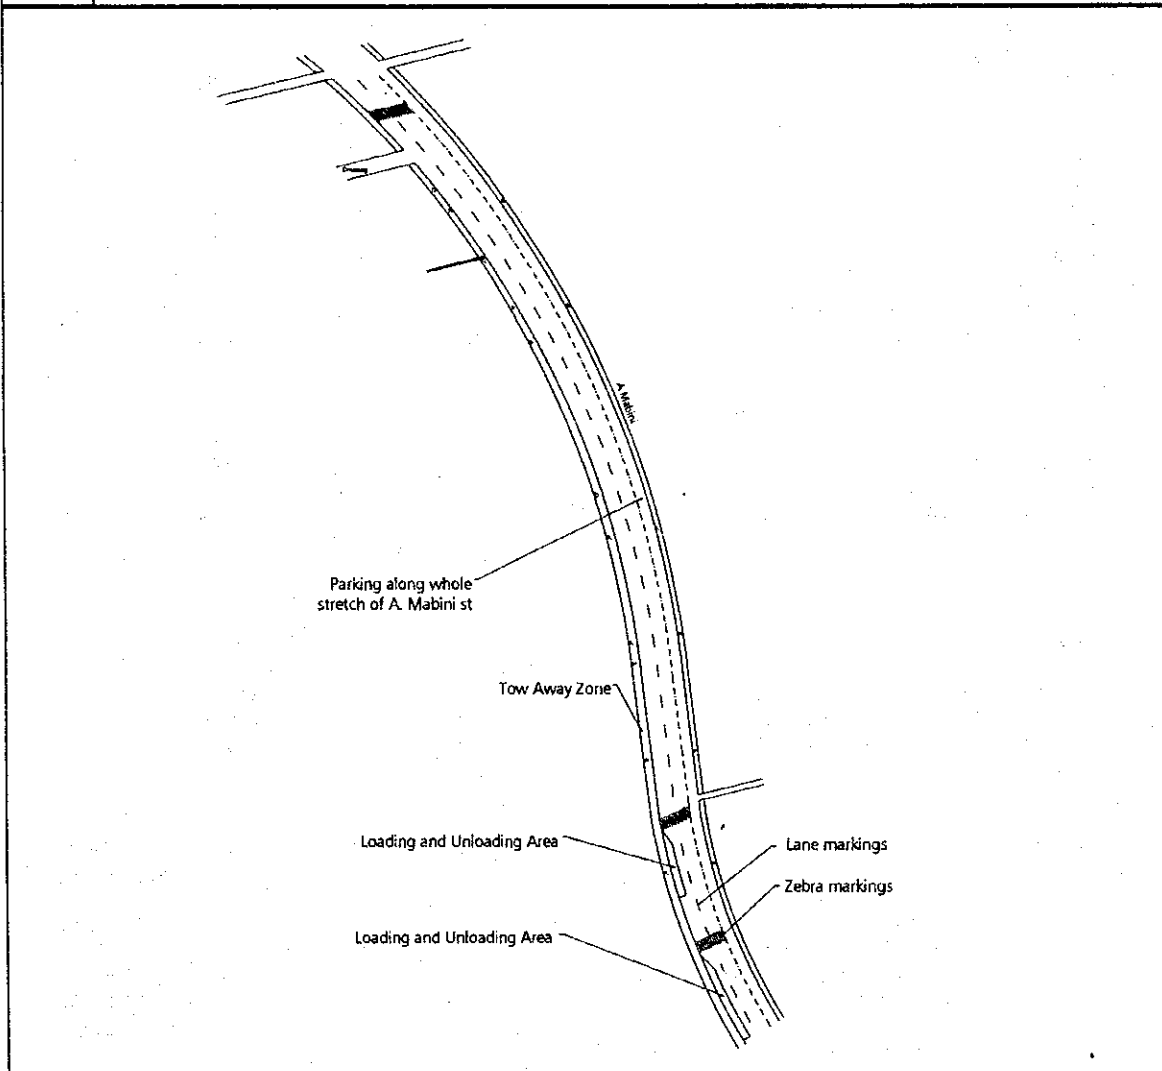 A Mabini
Parking along whole
stretch of A. Mabini st
Tow Away Zone
Loading and Unloading Area
Lane markings
Zebra markings
Loading and Unloading Area